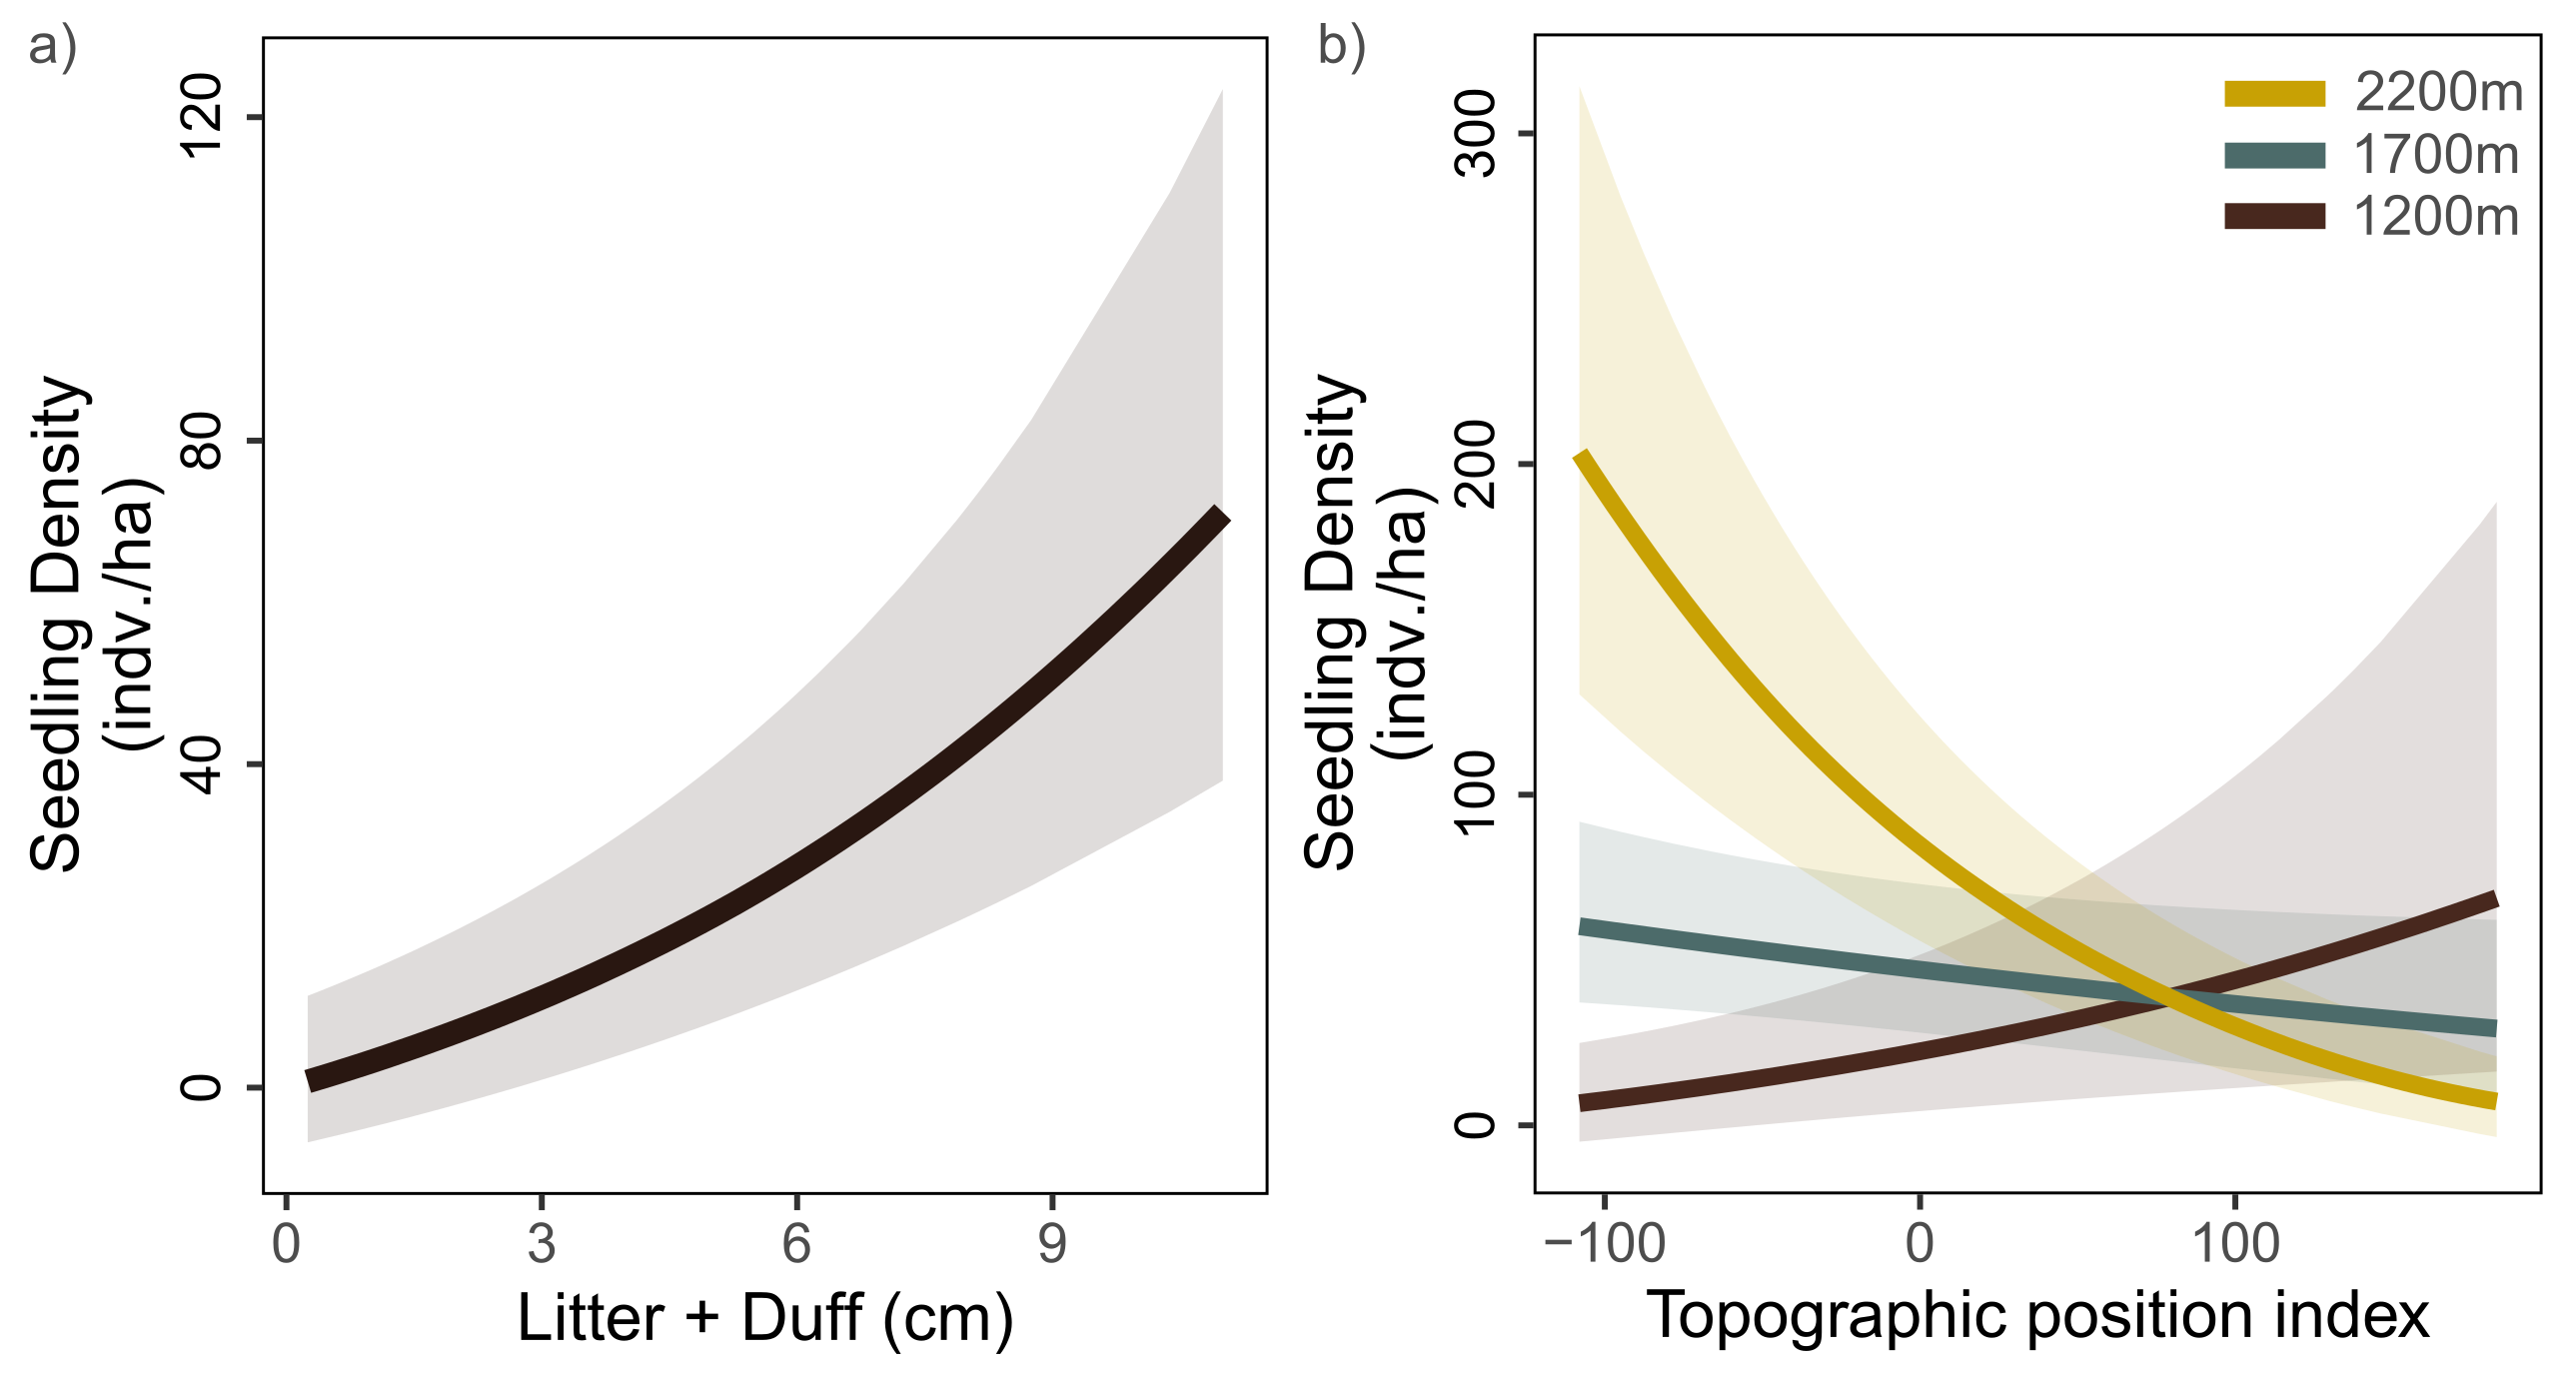 a)
120
80
40
0
Seedling Density
(indv./ha)
0 3 6 9
Litter + Duff (cm)
b)
2200m
1700m
1200m
300
200
100
0
Seedling Density
(indv./ha)
−100 0 100
Topographic position index